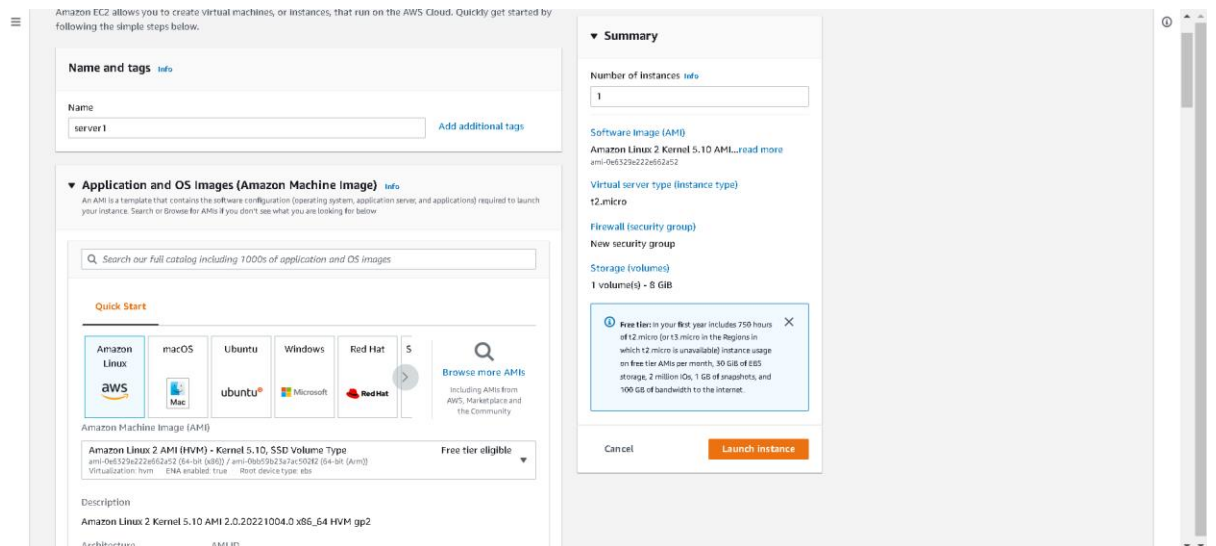 Amazon EC2 allows you to create virtual machines, or instances, that run on the AWS Cloud. Quickly get started by
following the simple steps below.
Name and tags Info
Name
server1
Add additional tags
▼ Application and OS Images (Amazon Machine Image) Info
An AMI is a template that contains the software configuration (operating system, application server, and applications) required to launch
your instance. Search or Browse for AMIs if you don't see what you are looking for below
Search our full catalog including 1000s of application and OS images
Quick Start
Amazon
Linux
aws
macOS
Mac
Ubuntu
ubuntu
Windows
Microsoft
Red Hat
Red Hat
S
Browse more AMIs
Including AMIs from
AWS, Marketplace and
the Community
Amazon Machine Image (AMI)
Amazon Linux 2 AMI (HVM) - Kernel 5.10, SSD Volume Type
Free tier eligible
ami-0e6329e222e662a52 (64-bit (x86)) / ami-0bb59b23a7ac502f2 (64-bit (Arm))
Virtualization: hvm ENA enabled: true Root device type: ebs
Description
Amazon Linux 2 Kernel 5.10 AMI 2.0.20221004.0 x86_64 HVM gp2
Architecture AMI ID
▼ Summary
Number of instances Info
1
Software Image (AMI)
Amazon Linux 2 Kernel 5.10 AMI...read more
ami-0e6329e222e662a52
Virtual server type (instance type)
t2.micro
Firewall (security group)
New security group
Storage (volumes)
1 volume(s) - 8 GiB
Free tier: In your first year includes 750 hours
of t2.micro (or t3.micro in the Regions in
which t2.micro is unavailable) instance usage
on free tier AMIs per month, 30 GiB of EBS
storage, 2 million IOs, 1 GB of snapshots, and
100 GB of bandwidth to the internet.
Cancel
Launch instance